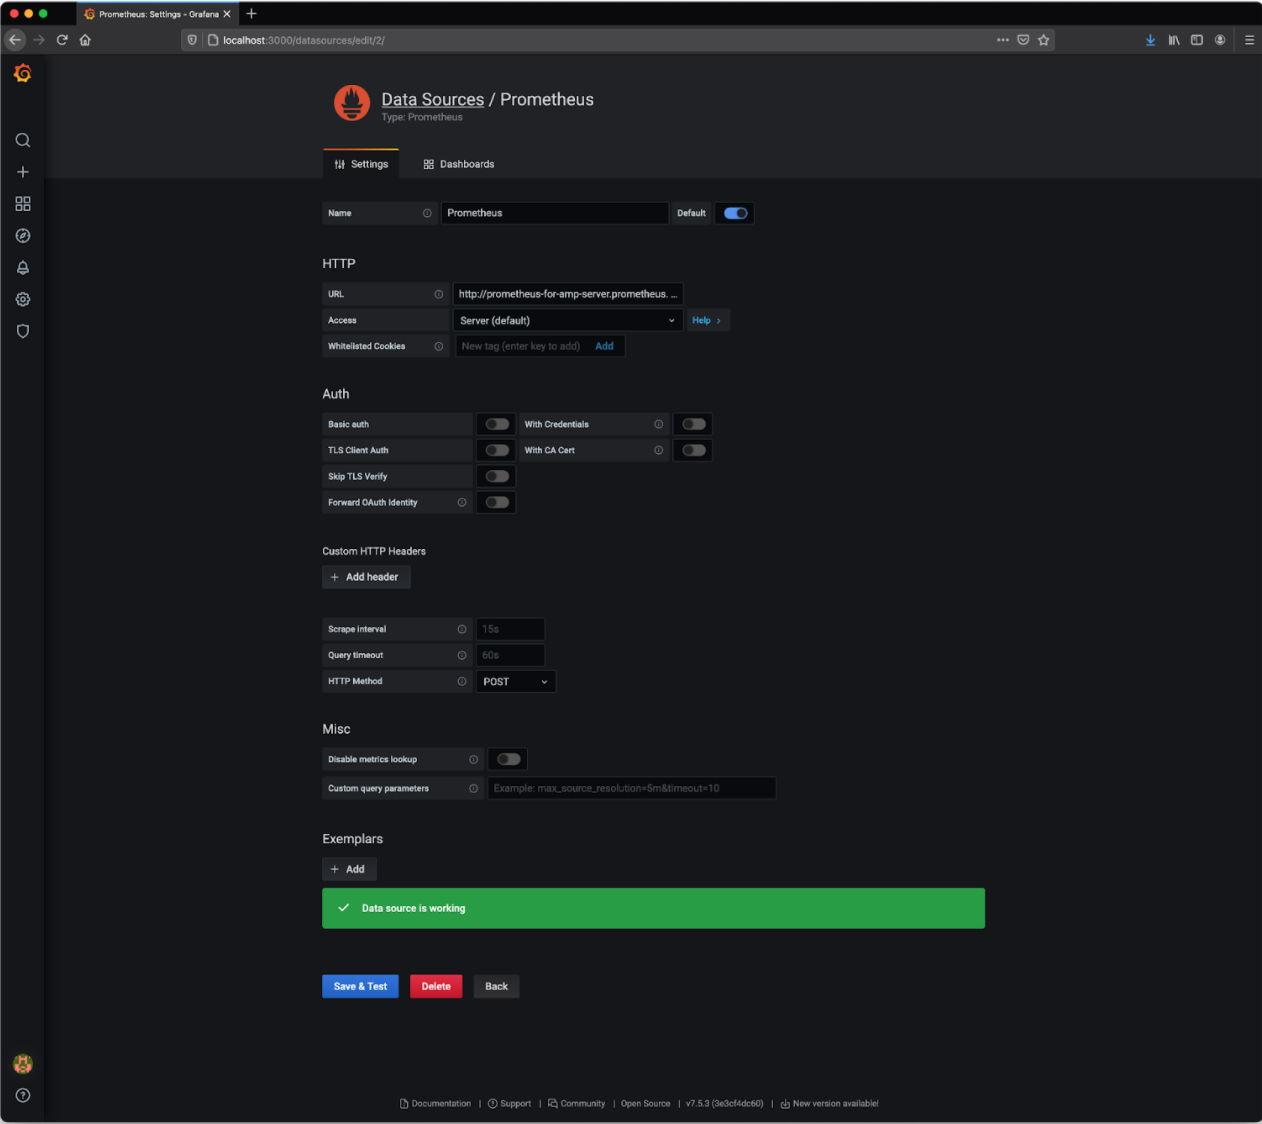 Prometheus: Settings - Grafana
localhost:3000/datasources/edit/2/
Data Sources / Prometheus
Type: Prometheus
Settings
Dashboards
Name
Prometheus
Default
HTTP
URL
http://prometheus-for-amp-server.prometheus. ...
Access
Server (default)
Help >
Whitelisted Cookies
New tag (enter key to add)
Add
Auth
Basic auth
With Credentials
TLS Client Auth
With CA Cert
Skip TLS Verify
Forward OAuth Identity
Custom HTTP Headers
+ Add header
Scrape interval
15s
Query timeout
60s
HTTP Method
POST
Misc
Disable metrics lookup
Custom query parameters
Example: max_source_resolution=5m&timeout=10
Exemplars
+ Add
Data source is working
Save & Test
Delete
Back
Documentation | Support | Community | Open Source | v7.5.3 (3e3cf4dc60) | New version available!